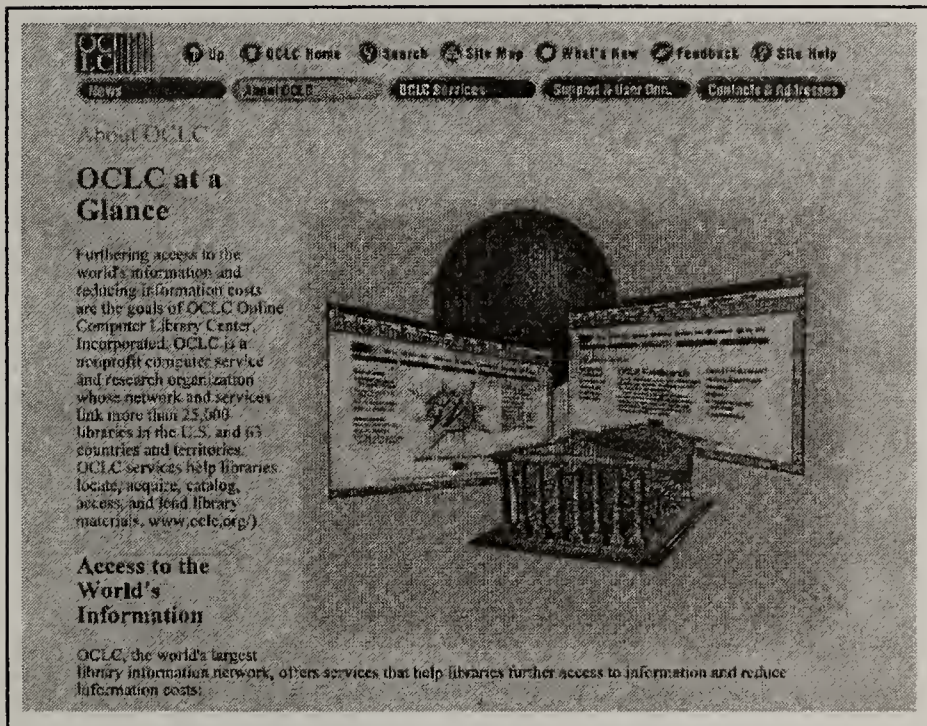 OC
LC
Up OCLC Home Search Site Map What's New Feedback Site Help
News About OCLC OCLC Services Support & User Doc. Contacts & Addresses
About OCLC
OCLC at a
Glance
Furthering access to the
world's information and
reducing information costs
are the goals of OCLC Online
Computer Library Center,
Incorporated. OCLC is a
nonprofit computer service
and research organization
whose network and services
link more than 25,000
libraries in the U.S. and 63
countries and territories.
OCLC services help libraries
locate, acquire, catalog,
access, and lend library
materials. www.oclc.org/)
Access to the
World's
Information
OCLC, the world's largest
library information network, offers services that help libraries further access to information and reduce
information costs: